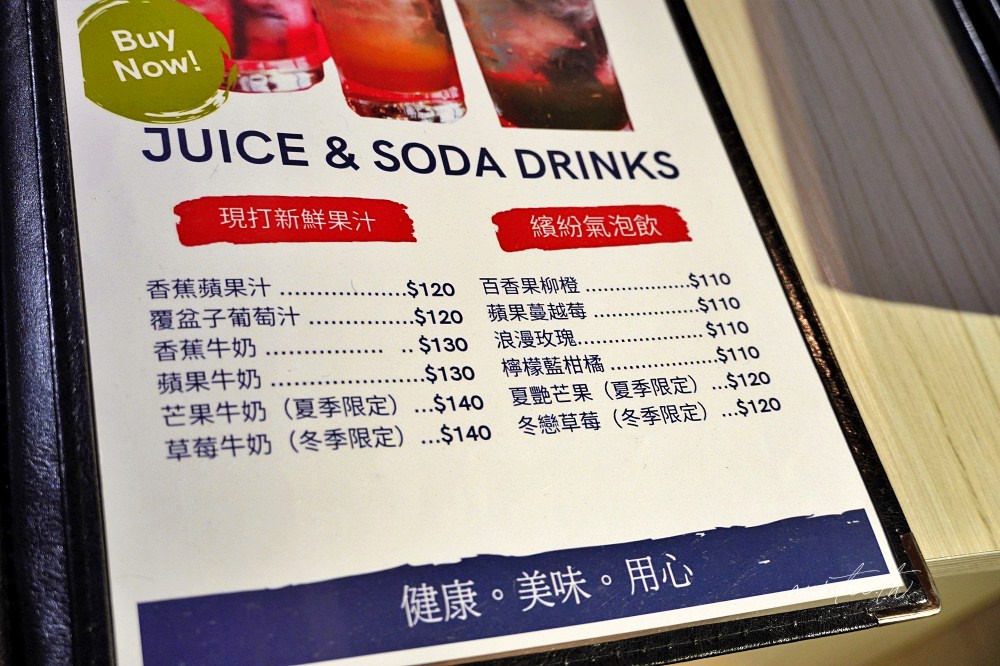 Buy
Now!
JUICE & SODA DRINKS
現打新鮮果汁
香蕉蘋果汁 ..................$120
覆盆子葡萄汁 ...............$120
香蕉牛奶 ................. ..$130
蘋果牛奶 ......................$130
芒果牛奶（夏季限定）...$140
草莓牛奶（冬季限定）...$140
繽紛氣泡飲
百香果柳橙 ..................$110
蘋果蔓越莓 ..................$110
浪漫玫瑰...................... $110
檸檬藍柑橘 ..................$110
夏艷芒果（夏季限定）...$120
冬戀草莓（冬季限定）...$120
健康。美味。用心